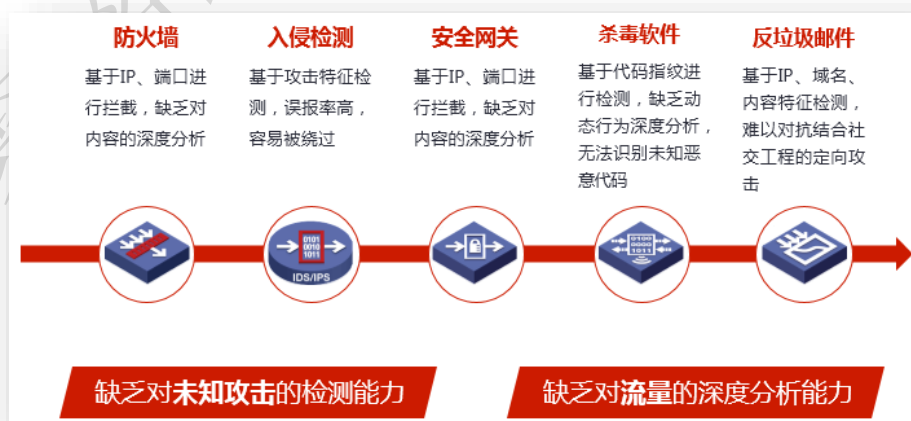 防火墙
基于IP、端口进
行拦截，缺乏对
内容的深度分析
入侵检测
基于攻击特征检
测，误报率高，
容易被绕过
安全网关
基于IP、端口进
行拦截，缺乏对
内容的深度分析
杀毒软件
基于代码指纹进
行检测，缺乏动
态行为深度分析，
无法识别未知恶
意代码
反垃圾邮件
基于IP、域名、
内容特征检测，
难以对抗结合社
交工程的定向攻
击
0101
0010
1011
IDS/IPS
0100
0000
1011
缺乏对未知攻击的检测能力
缺乏对流量的深度分析能力